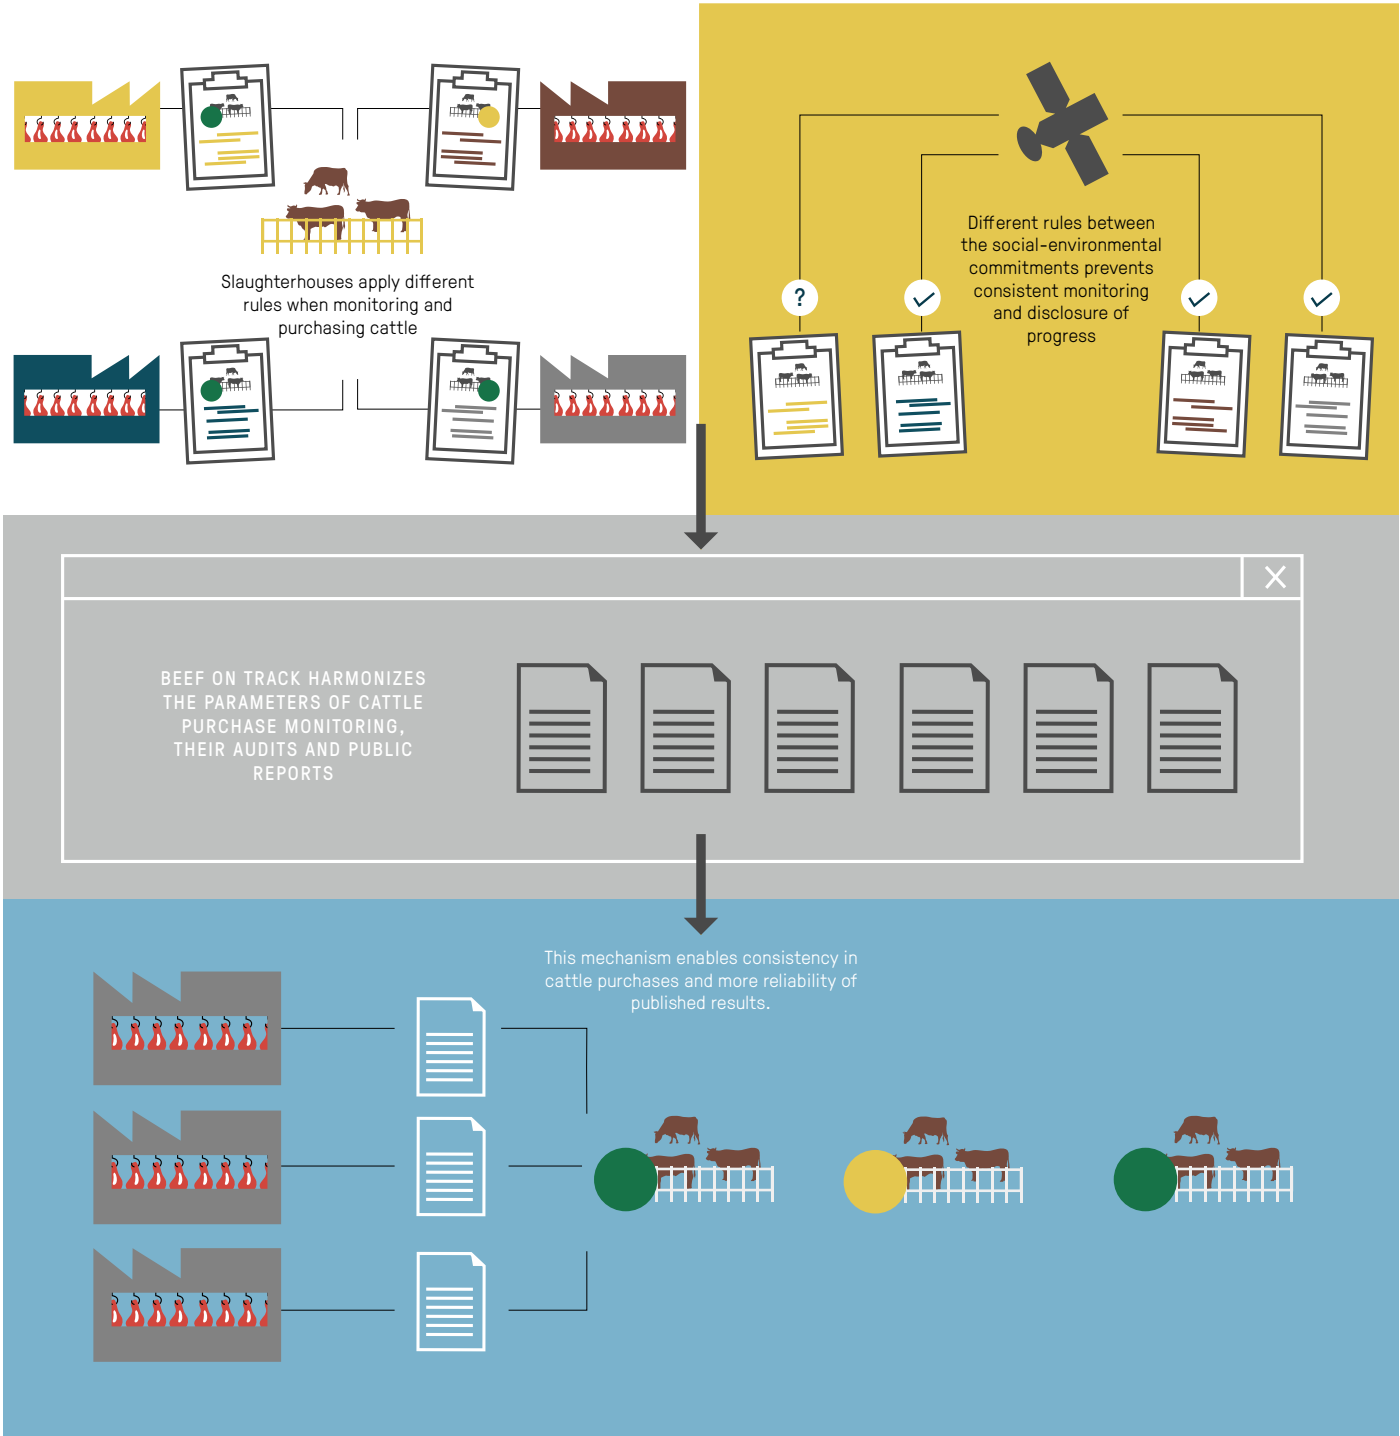 Slaughterhouses apply different
rules when monitoring and
purchasing cattle
Different rules between
the social-environmental
commitments prevents
consistent monitoring
and disclosure of
progress
?
BEEF ON TRACK HARMONIZES
THE PARAMETERS OF CATTLE
PURCHASE MONITORING,
THEIR AUDITS AND PUBLIC
REPORTS
This mechanism enables consistency in
cattle purchases and more reliability of
published results.